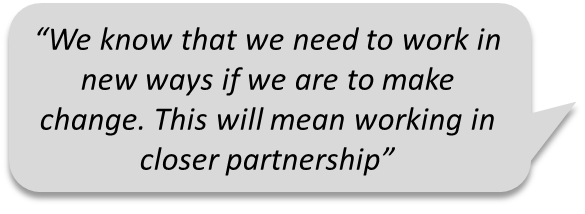 “We know that we need to work in
new ways if we are to make
change. This will mean working in
closer partnership”